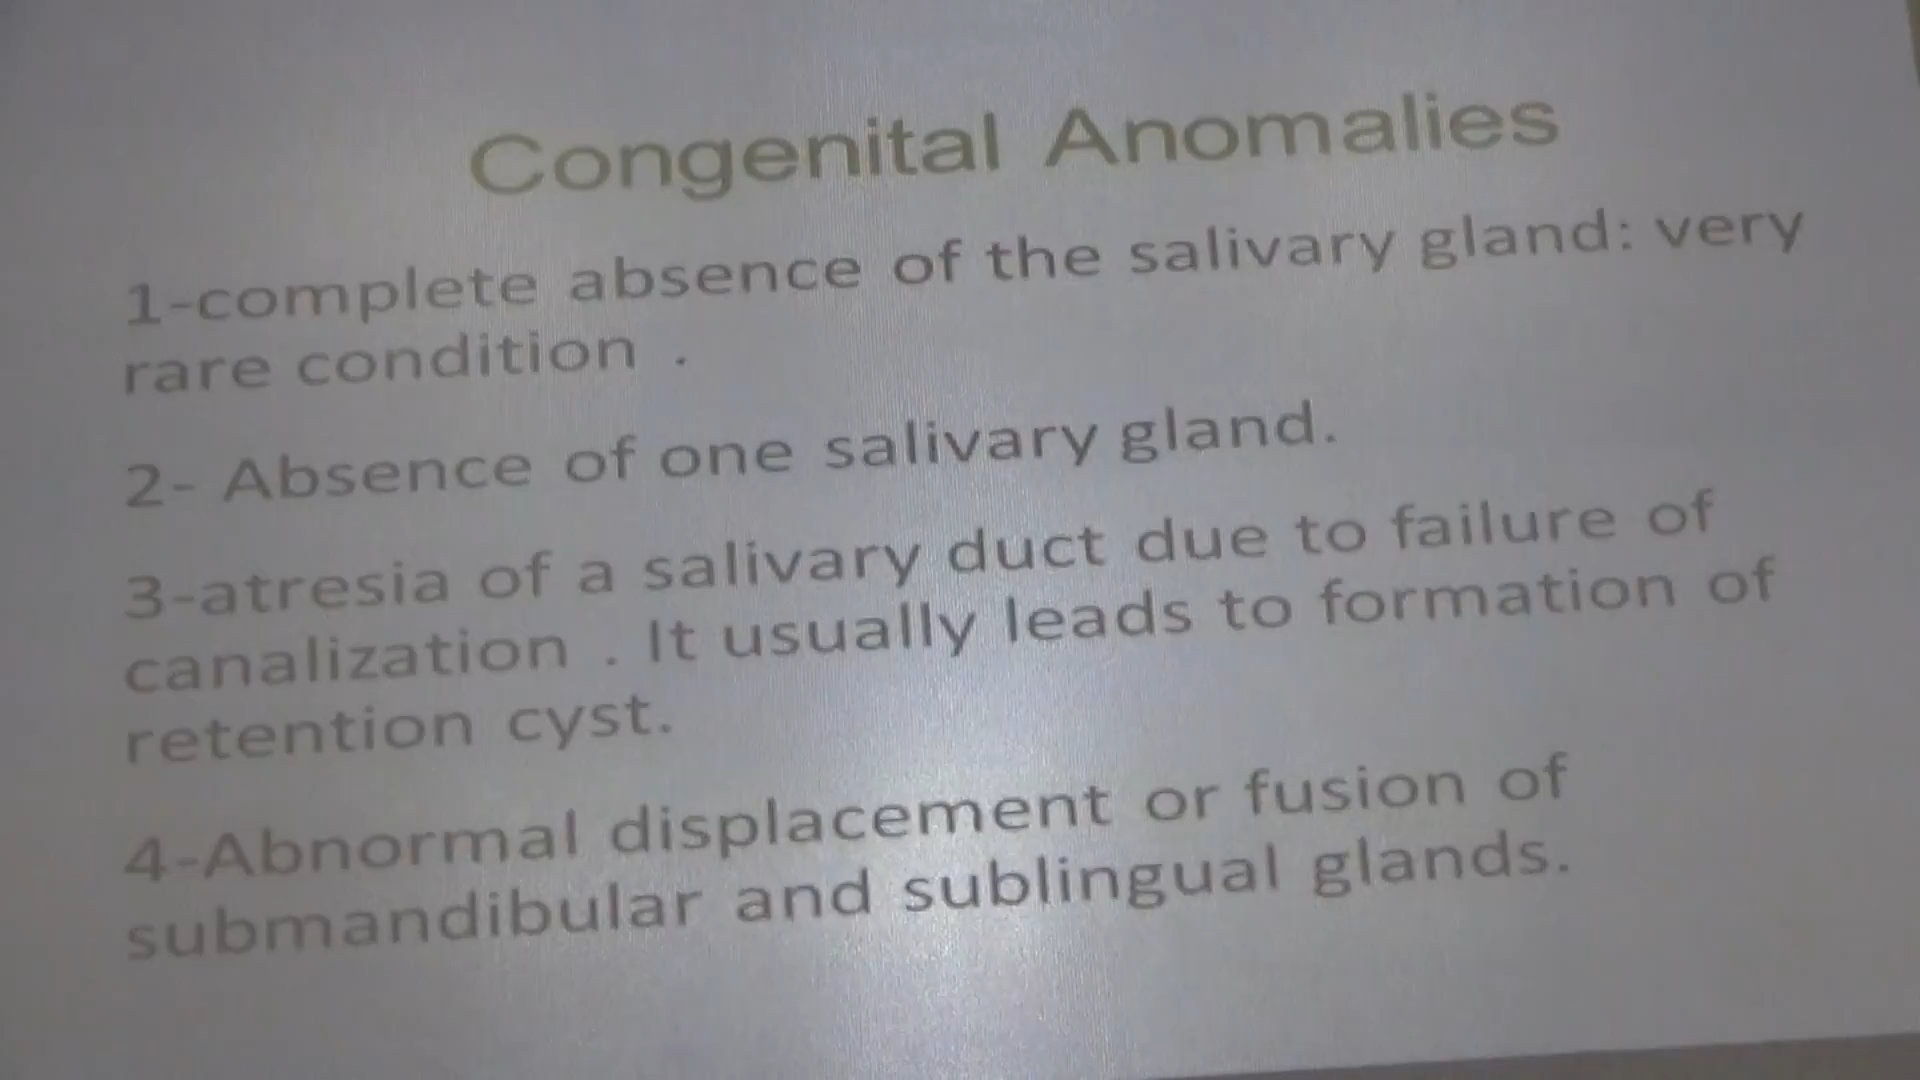 Congenital Anomalies
1-complete absence of the salivary gland: very
rare condition .
2- Absence of one salivary gland.
3-atresia of a salivary duct due to failure of
canalization . It usually leads to formation of
retention cyst.
4-Abnormal displacement or fusion of
submandibular and sublingual glands.